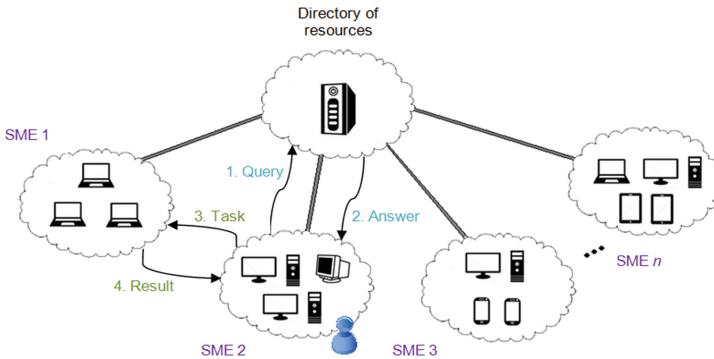 Directory of
resources
SME 1
1. Query
3. Task
2. Answer
4. Result
SME n
SME 2
SME 3